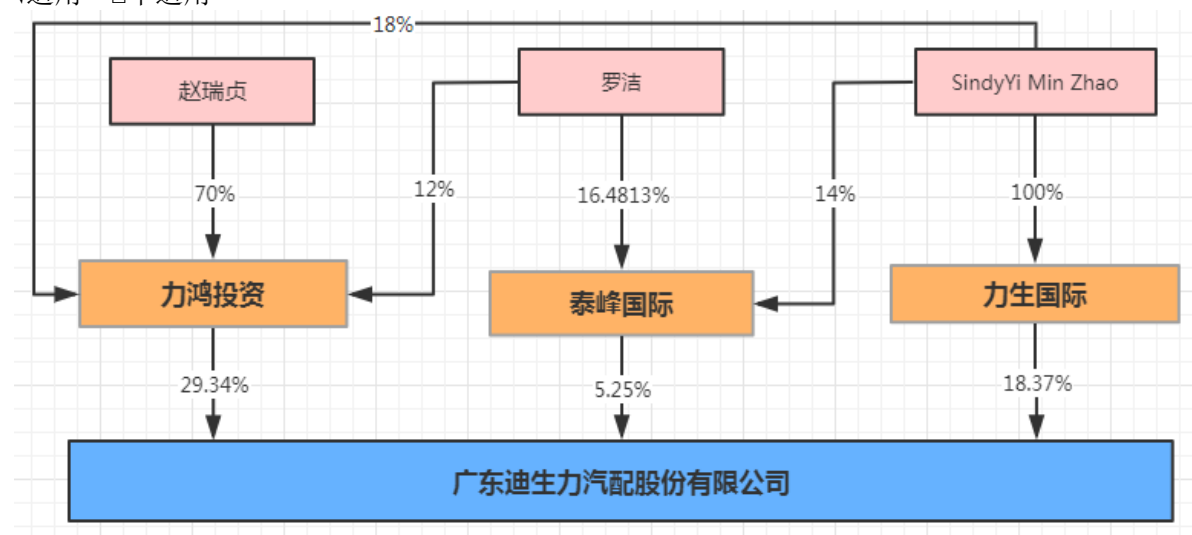 18%
赵瑞贞
罗洁
SindyYi Min Zhao
70%
12%
16.4813%
14%
100%
力鸿投资
泰峰国际
力生国际
29.34%
5.25%
18.37%
广东迪生力汽配股份有限公司